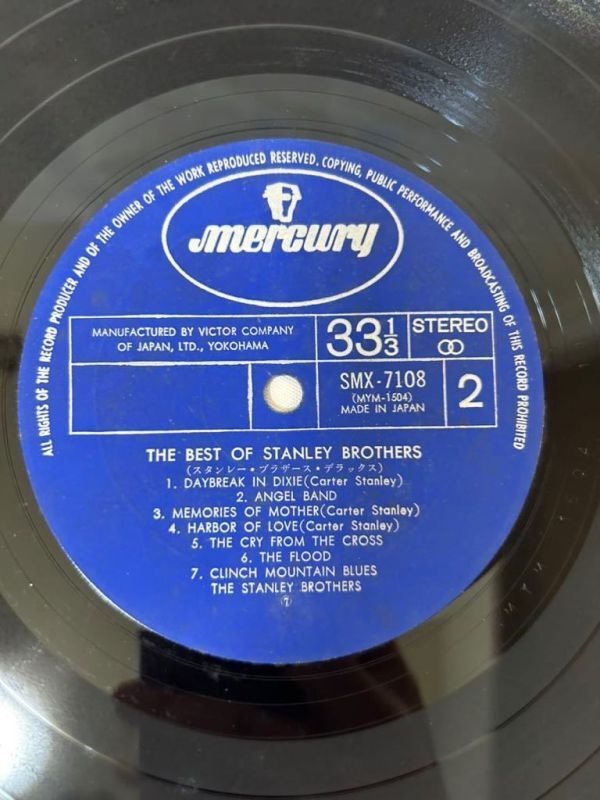 ALL RIGHTS OF THE RECORD PRODUCER AND OF THE OWNER OF THE WORK REPRODUCED RESERVED. COPYING, PUBLIC PERFORMANCE AND BROADCASTING OF THIS RECORD PROHIBITED
mercury
MANUFACTURED BY VICTOR COMPANY
OF JAPAN, LTD., YOKOHAMA
33⅓
STEREO
SMX-7108
(MYM-1504)
MADE IN JAPAN
2
THE BEST OF STANLEY BROTHERS
(スタンレー・ブラザース・デラックス)
1. DAYBREAK IN DIXIE(Carter Stanley)
2. ANGEL BAND
3. MEMORIES OF MOTHER(Carter Stanley)
4. HARBOR OF LOVE(Carter Stanley)
5. THE CRY FROM THE CROSS
6. THE FLOOD
7. CLINCH MOUNTAIN BLUES
THE STANLEY BROTHERS
⑦